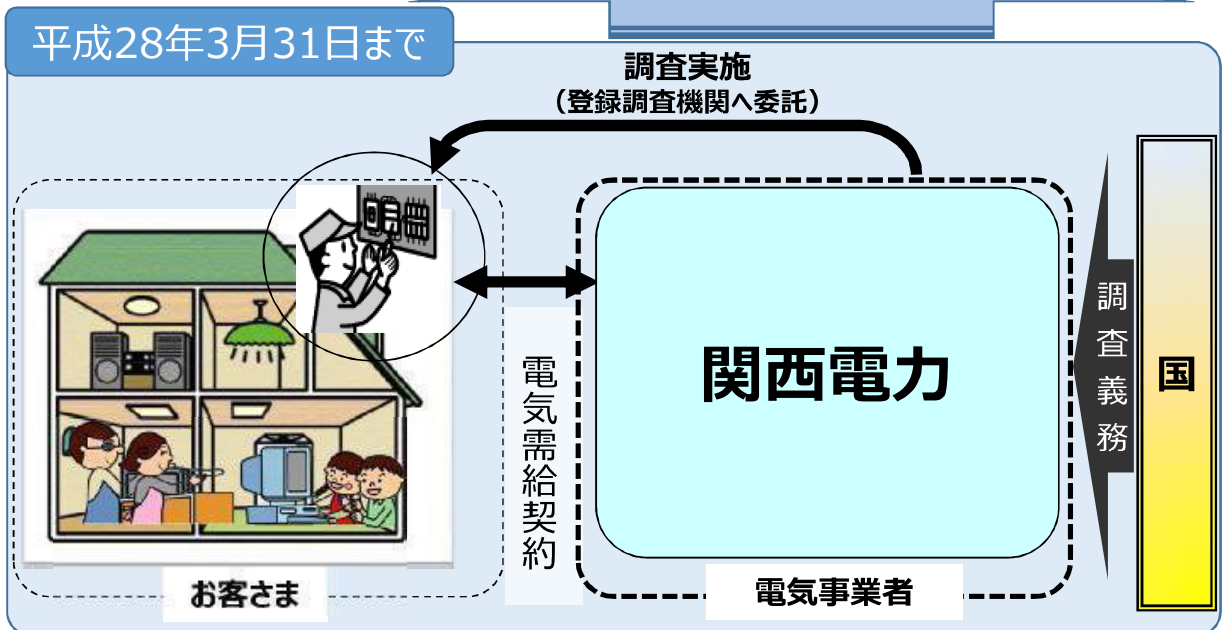 平成28年3月31日まで
調査実施
（登録調査機関へ委託）
電気需給契約
関西電力
調査義務
国
お客さま
電気事業者